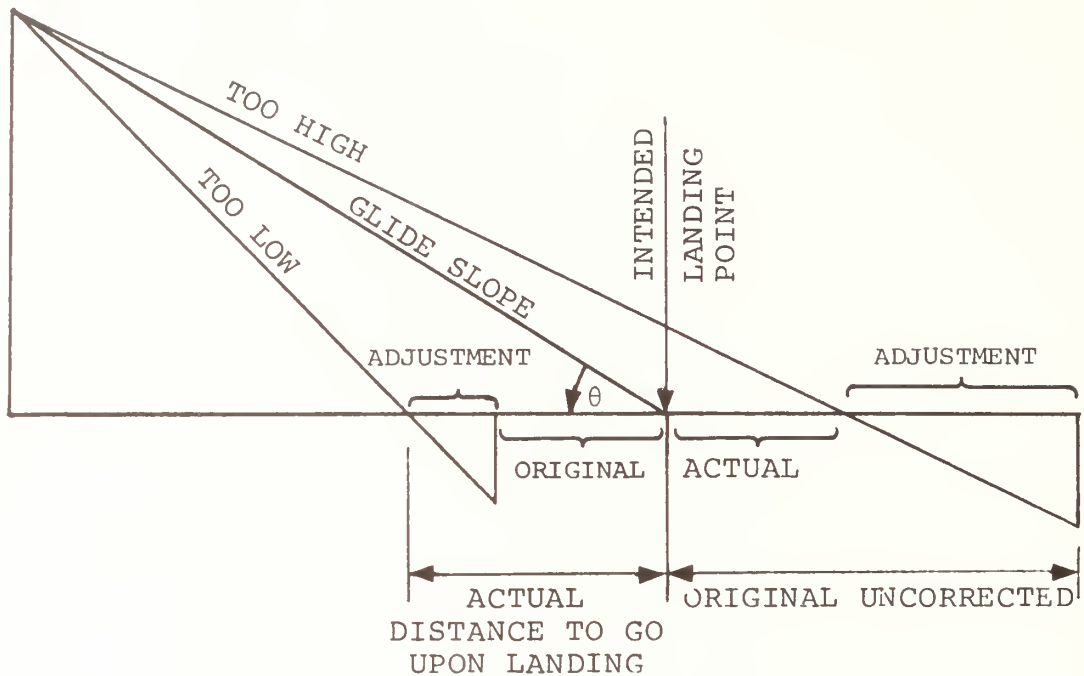 TOO HIGH
TOO LOW
GLIDE SLOPE
INTENDED
LANDING
POINT
ADJUSTMENT
θ
ADJUSTMENT
ORIGINAL
ACTUAL
ACTUAL
DISTANCE TO GO
UPON LANDING
ORIGINAL UNCORRECTED